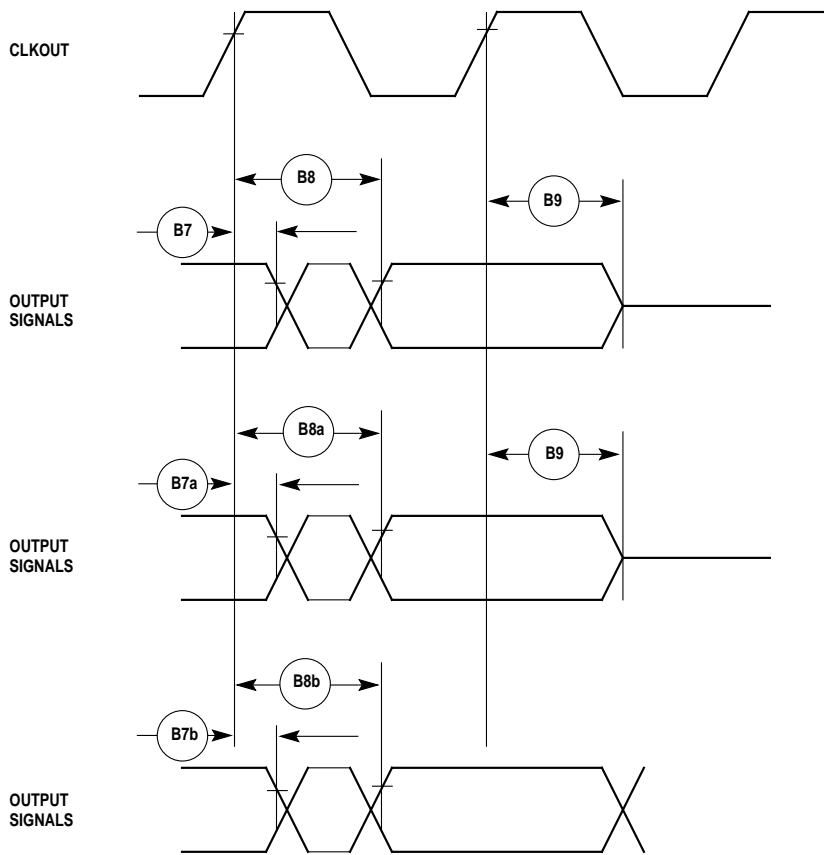 CLKOUT
B8
B9
B7
OUTPUT
SIGNALS
B8a
B9
B7a
OUTPUT
SIGNALS
B8b
B7b
OUTPUT
SIGNALS